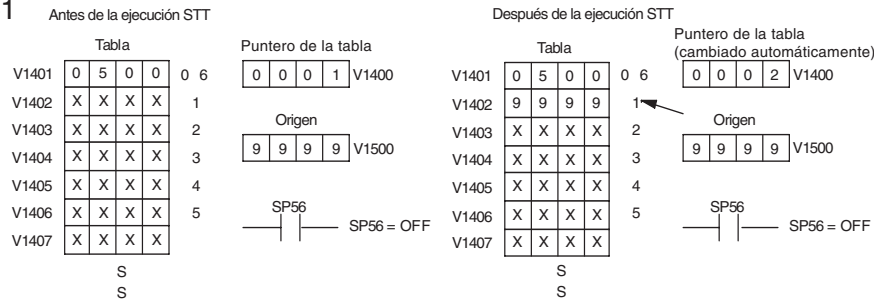 1
Antes de la ejecución STT
Tabla
Puntero de la tabla
V1401 0 5 0 0 0 6
0 0 0 1 V1400
V1402 X X X X 1
V1403 X X X X 2
Origen
9 9 9 9 V1500
V1404 X X X X 3
V1405 X X X X 4
V1406 X X X X 5
SP56
SP56 = OFF
V1407 X X X X
S
S
Después de la ejecución STT
Tabla
Puntero de la tabla
(cambiado automáticamente)
V1401 0 5 0 0 0 6
0 0 0 2 V1400
V1402 9 9 9 9 1
V1403 X X X X 2
Origen
9 9 9 9 V1500
V1404 X X X X 3
V1405 X X X X 4
V1406 X X X X 5
SP56
SP56 = OFF
V1407 X X X X
S
S